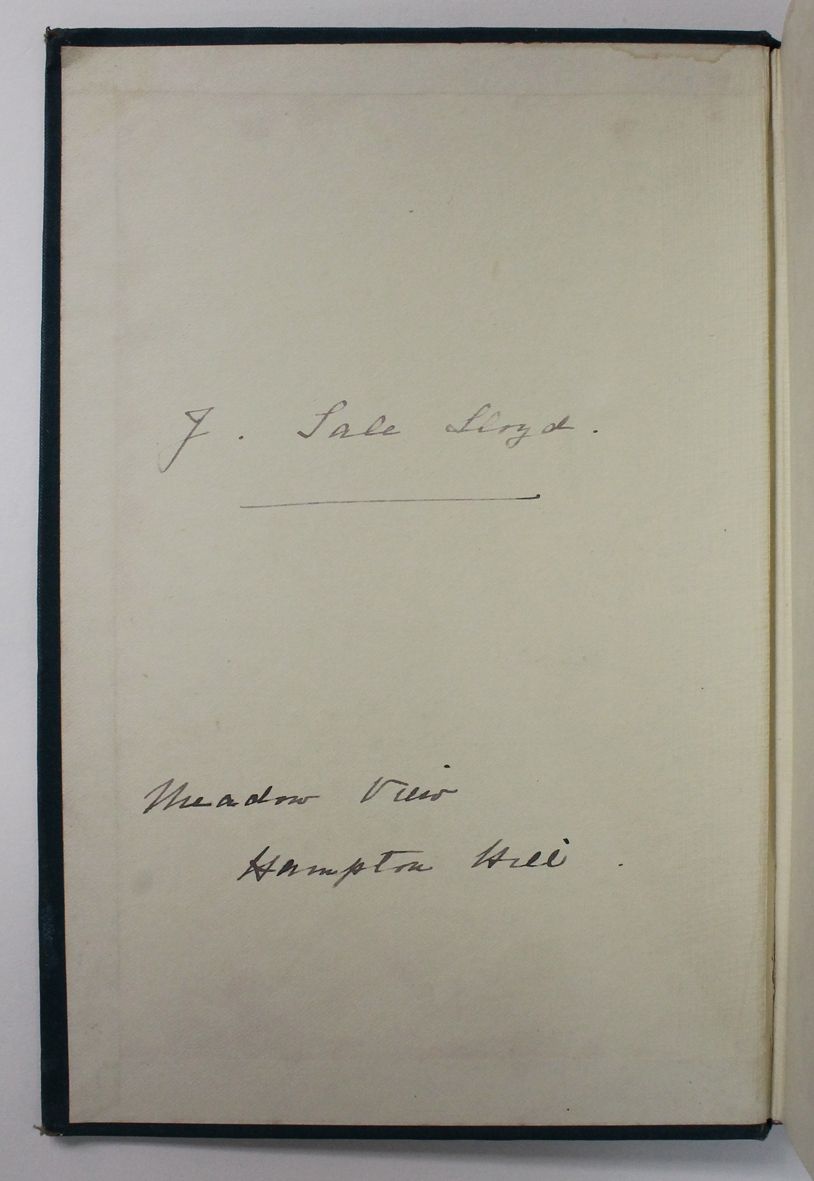 J. Sale Lloyd.
Meadow View
Hampton Hill.